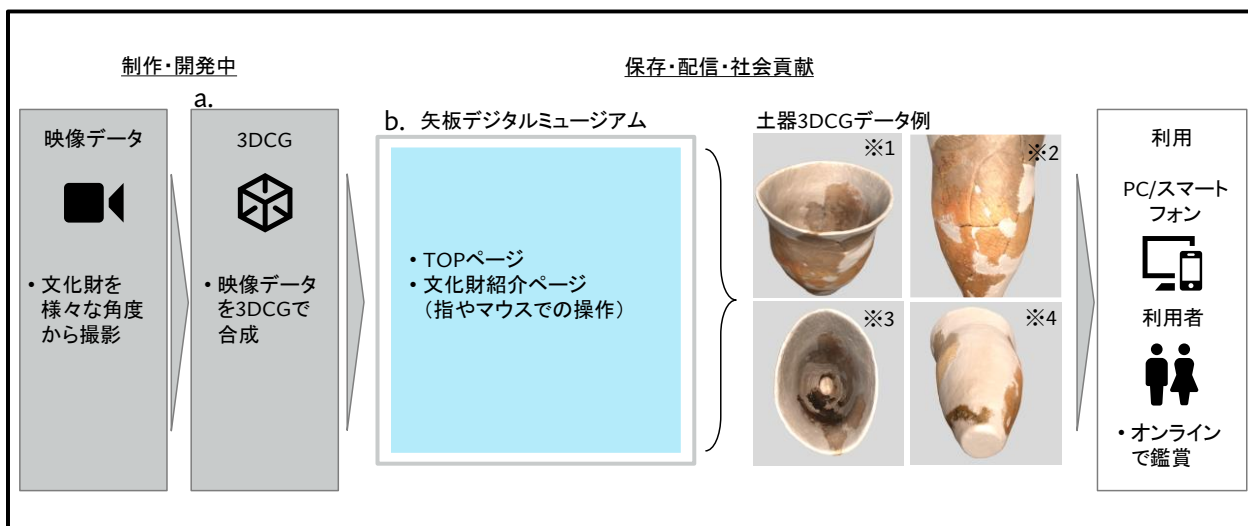 制作・開発中
保存・配信・社会貢献
a.
映像データ
・文化財を
様々な角度
から撮影
3DCG
・映像データ
を3DCGで
合成
b. 矢板デジタルミュージアム
・TOPページ
・文化財紹介ページ
（指やマウスでの操作）
土器3DCGデータ例
※1
※2
※3
※4
利用
PC/スマート
フォン
利用者
・オンライン
で鑑賞